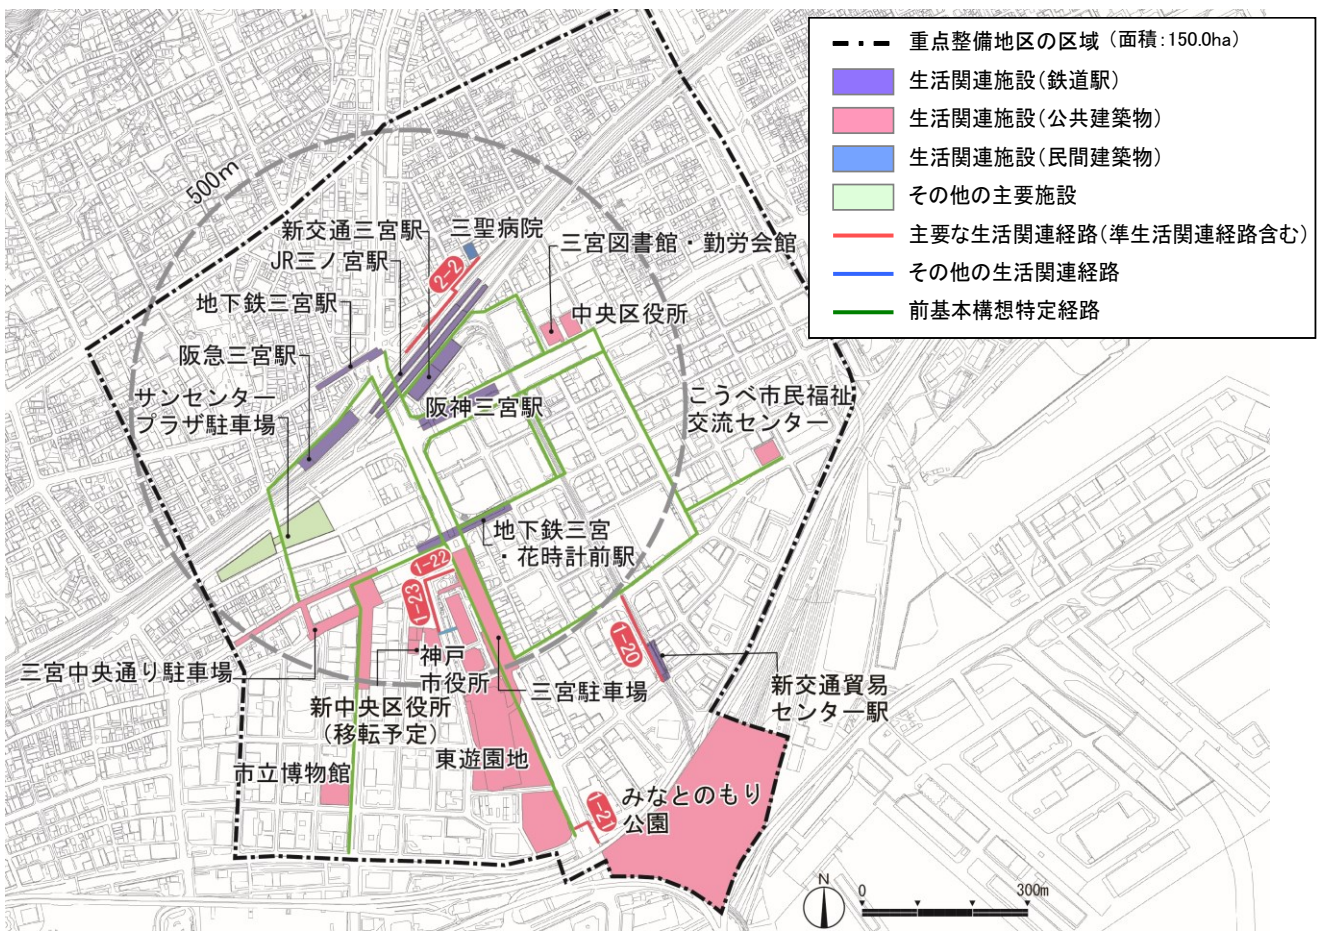 重点整備地区の区域（面積：150.0ha）
生活関連施設（鉄道駅）
生活関連施設（公共建築物）
生活関連施設（民間建築物）
その他の主要施設
主要な生活関連経路（準生活関連経路含む）
その他の生活関連経路
前基本構想特定経路
500m
新交通三宮駅
三聖病院
三宮図書館・勤労会館
JR三ノ宮駅
2-2
地下鉄三宮駅
中央区役所
阪急三宮駅
サンセンター
プラザ駐車場
阪神三宮駅
こうべ市民福祉
交流センター
地下鉄三宮
・花時計前駅
1-22
1-23
1-20
神戸
市役所
三宮中央通り駐車場
三宮駐車場
新交通貿易
センター駅
新中央区役所
（移転予定）
東遊園地
市立博物館
みなとのもり
公園
1-21
N
0
300m